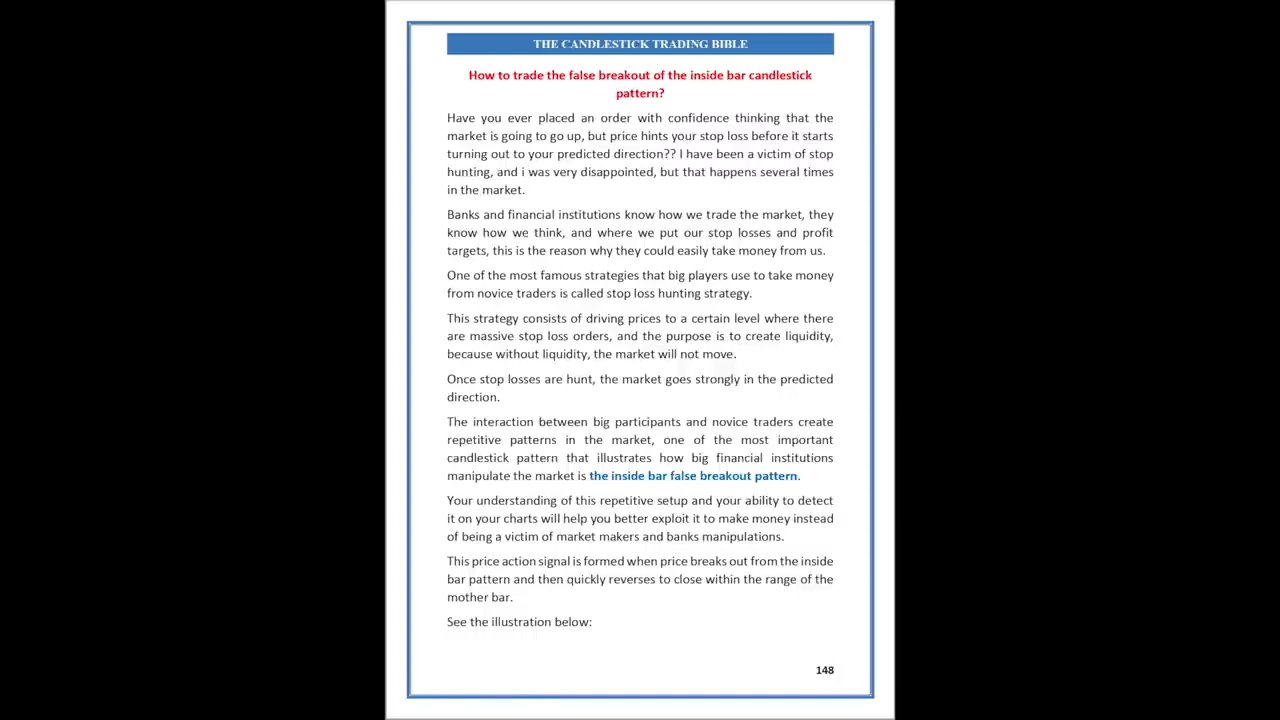 THE CANDLESTICK TRADING BIBLE
How to trade the false breakout of the inside bar candlestick
pattern?
Have you ever placed an order with confidence thinking that the
market is going to go up, but price hints your stop loss before it starts
turning out to your predicted direction?? I have been a victim of stop
hunting, and i was very disappointed, but that happens several times
in the market.
Banks and financial institutions know how we trade the market, they
know how we think, and where we put our stop losses and profit
targets, this is the reason why they could easily take money from us.
One of the most famous strategies that big players use to take money
from novice traders is called stop loss hunting strategy.
This strategy consists of driving prices to a certain level where there
are massive stop loss orders, and the purpose is to create liquidity,
because without liquidity, the market will not move.
Once stop losses are hunt, the market goes strongly in the predicted
direction.
The interaction between big participants and novice traders create
repetitive patterns in the market, one of the most important
candlestick pattern that illustrates how big financial institutions
manipulate the market is the inside bar false breakout pattern.
Your understanding of this repetitive setup and your ability to detect
it on your charts will help you better exploit it to make money instead
of being a victim of market makers and banks manipulations.
This price action signal is formed when price breaks out from the inside
bar pattern and then quickly reverses to close within the range of the
mother bar.
See the illustration below:
148